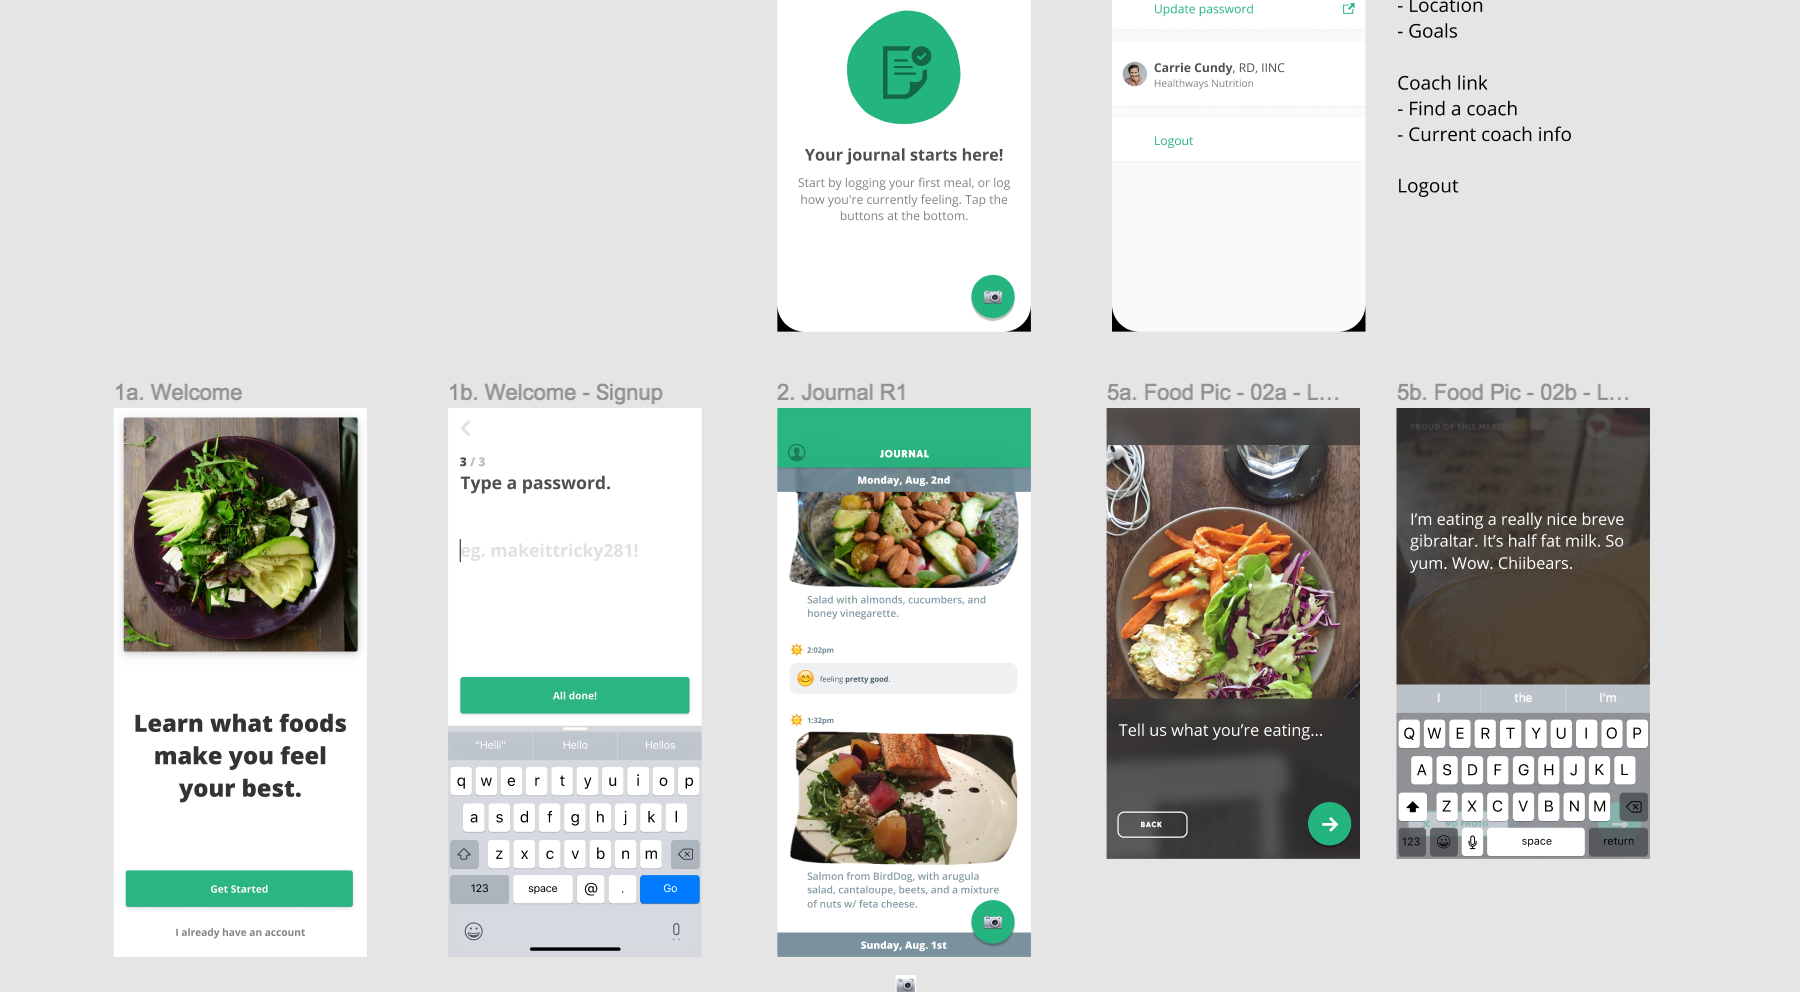 Update password
- Location
- Goals
Carrie Cundy, RD, IINC
Healthways Nutrition
Coach link
- Find a coach
- Current coach info
Your journal starts here!
Logout
Start by logging your first meal, or log
how you're currently feeling. Tap the
buttons at the bottom.
Logout
1a. Welcome
Learn what foods
make you feel
your best.
Get Started
I already have an account
1b. Welcome - Signup
3 / 3
Type a password.
eg. makeittricky281!
All done!
"Helli"
Hello
Hellos
q w e r t y u i o p
a s d f g h j k l
z x c v b n m
123 space @ . Go
2. Journal R1
JOURNAL
Monday, Aug. 2nd
Salad with almonds, cucumbers, and
honey vinegarette.
2:02pm
feeling pretty good.
1:32pm
Salmon from BirdDog, with arugula
salad, cantaloupe, beets, and a mixture
of nuts w/ feta cheese.
Sunday, Aug. 1st
5a. Food Pic - 02a - L...
Tell us what you're eating...
BACK
5b. Food Pic - 02b - L...
PROUD OF THIS MEAL?
I'm eating a really nice breve
gibraltar. It's half fat milk. So
yum. Wow. Chiibears.
I
the
I'm
Q W E R T Y U I O P
A S D F G H J K L
Z X C V B N M
NO PHOTO
123 space return